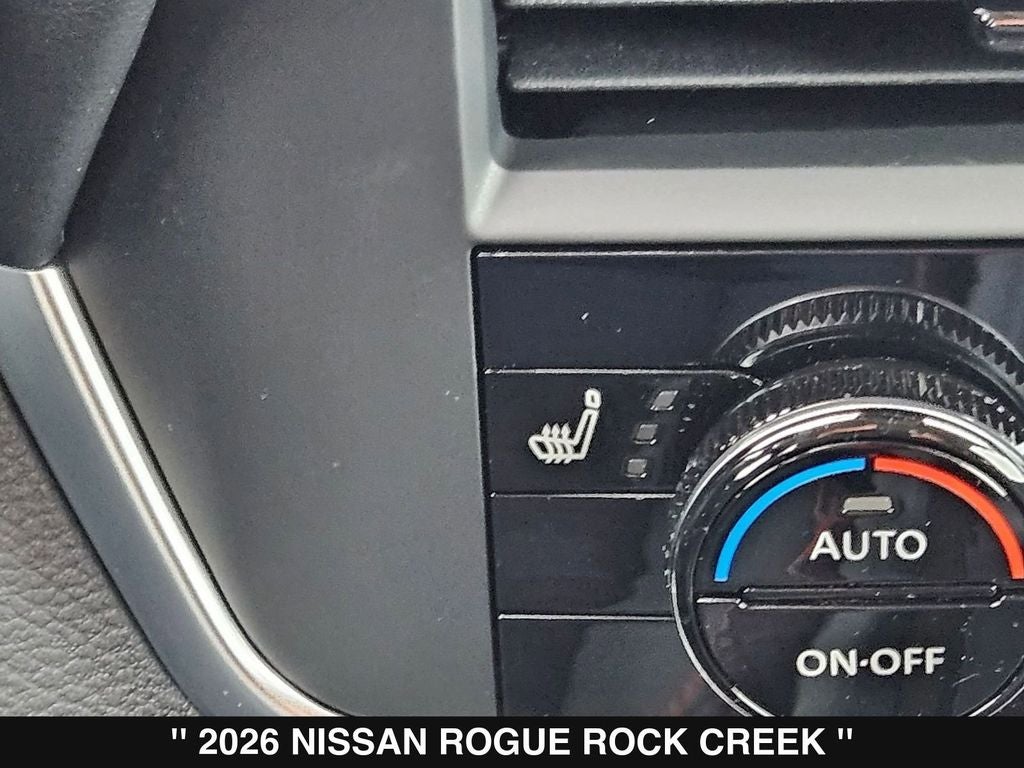 AUTO
ON·OFF
" 2026 NISSAN ROGUE ROCK CREEK "